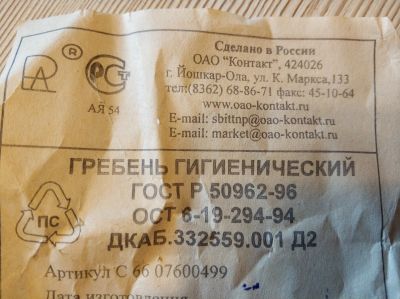 Сделано в России
ОАО "Контакт", 424026
г. Йошкар-Ола, ул. К. Маркса,133
тел:(8362) 68-86-71 факс: 45-10-64
www.oao-kontakt.ru
E-mail: sbittnp@oao-kontakt.ru
E-mail: market@oao-kontakt.ru
®
АЯ 54
ГРЕБЕНЬ ГИГИЕНИЧЕСКИЙ
ГОСТ Р 50962-96
ОСТ 6-19-294-94
ДКАБ.332559.001 Д2
ПС
Артикул С 66 07600499
Дата изготовления